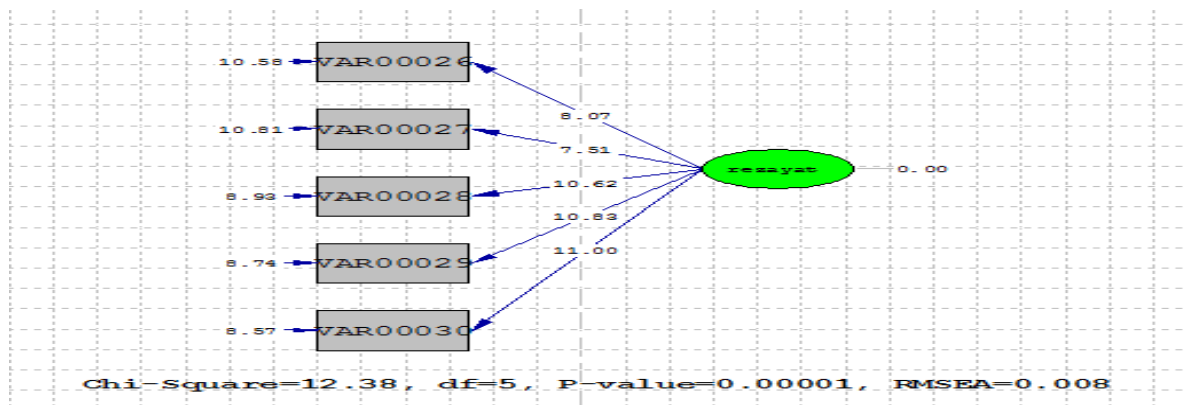 10.58 VAR00026
8.07
10.81 VAR00027
7.51
rezayat 0.00
10.62
8.93 VAR00028
10.83
11.00
8.74 VAR00029
8.57 VAR00030
Chi-Square=12.38, df=5, P-value=0.00001, RMSEA=0.008